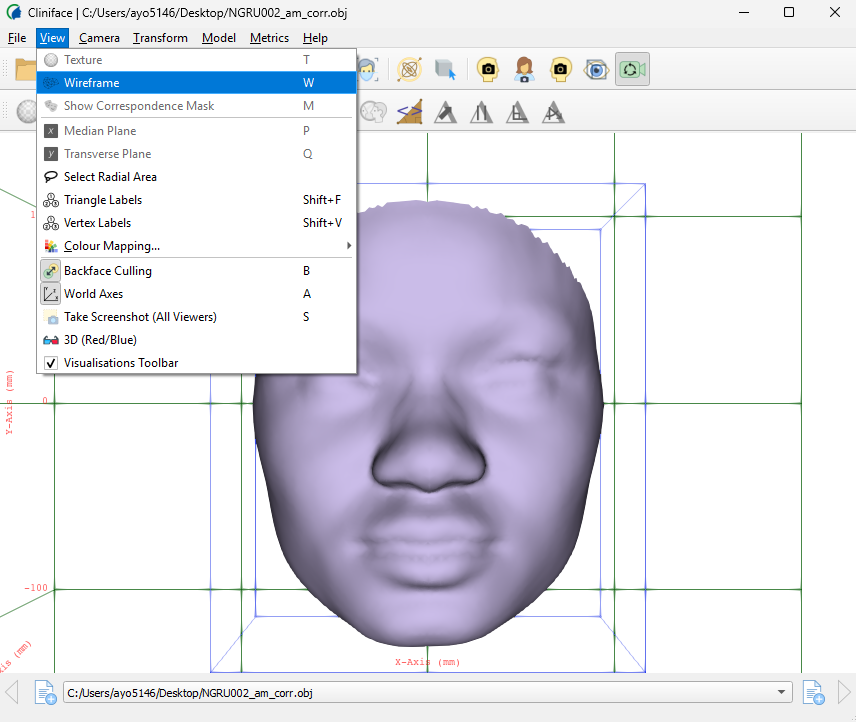 Cliniface | C:/Users/ayo5146/Desktop/NGRU002_am_corr.obj
File View Camera Transform Model Metrics Help
Texture T
Wireframe W
Show Correspondence Mask M
Median Plane P
Transverse Plane Q
Select Radial Area
Triangle Labels Shift+F
Vertex Labels Shift+V
Colour Mapping...
Backface Culling B
World Axes A
Take Screenshot (All Viewers) S
3D (Red/Blue)
Visualisations Toolbar
Y-Axis (mm)
0
-100
X-Axis (mm)
(mm)
C:/Users/ayo5146/Desktop/NGRU002_am_corr.obj